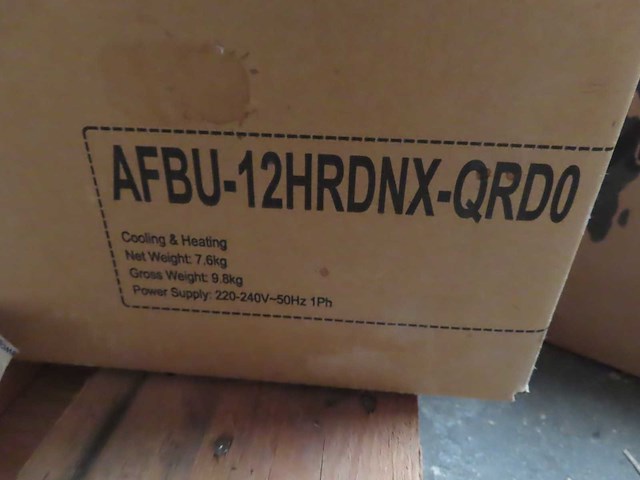 AFBU-12HRDNX-QRD0
Cooling & Heating
Net Weight: 7.6kg
Gross Weight: 9.8kg
Power Supply: 220-240V~50Hz 1Ph